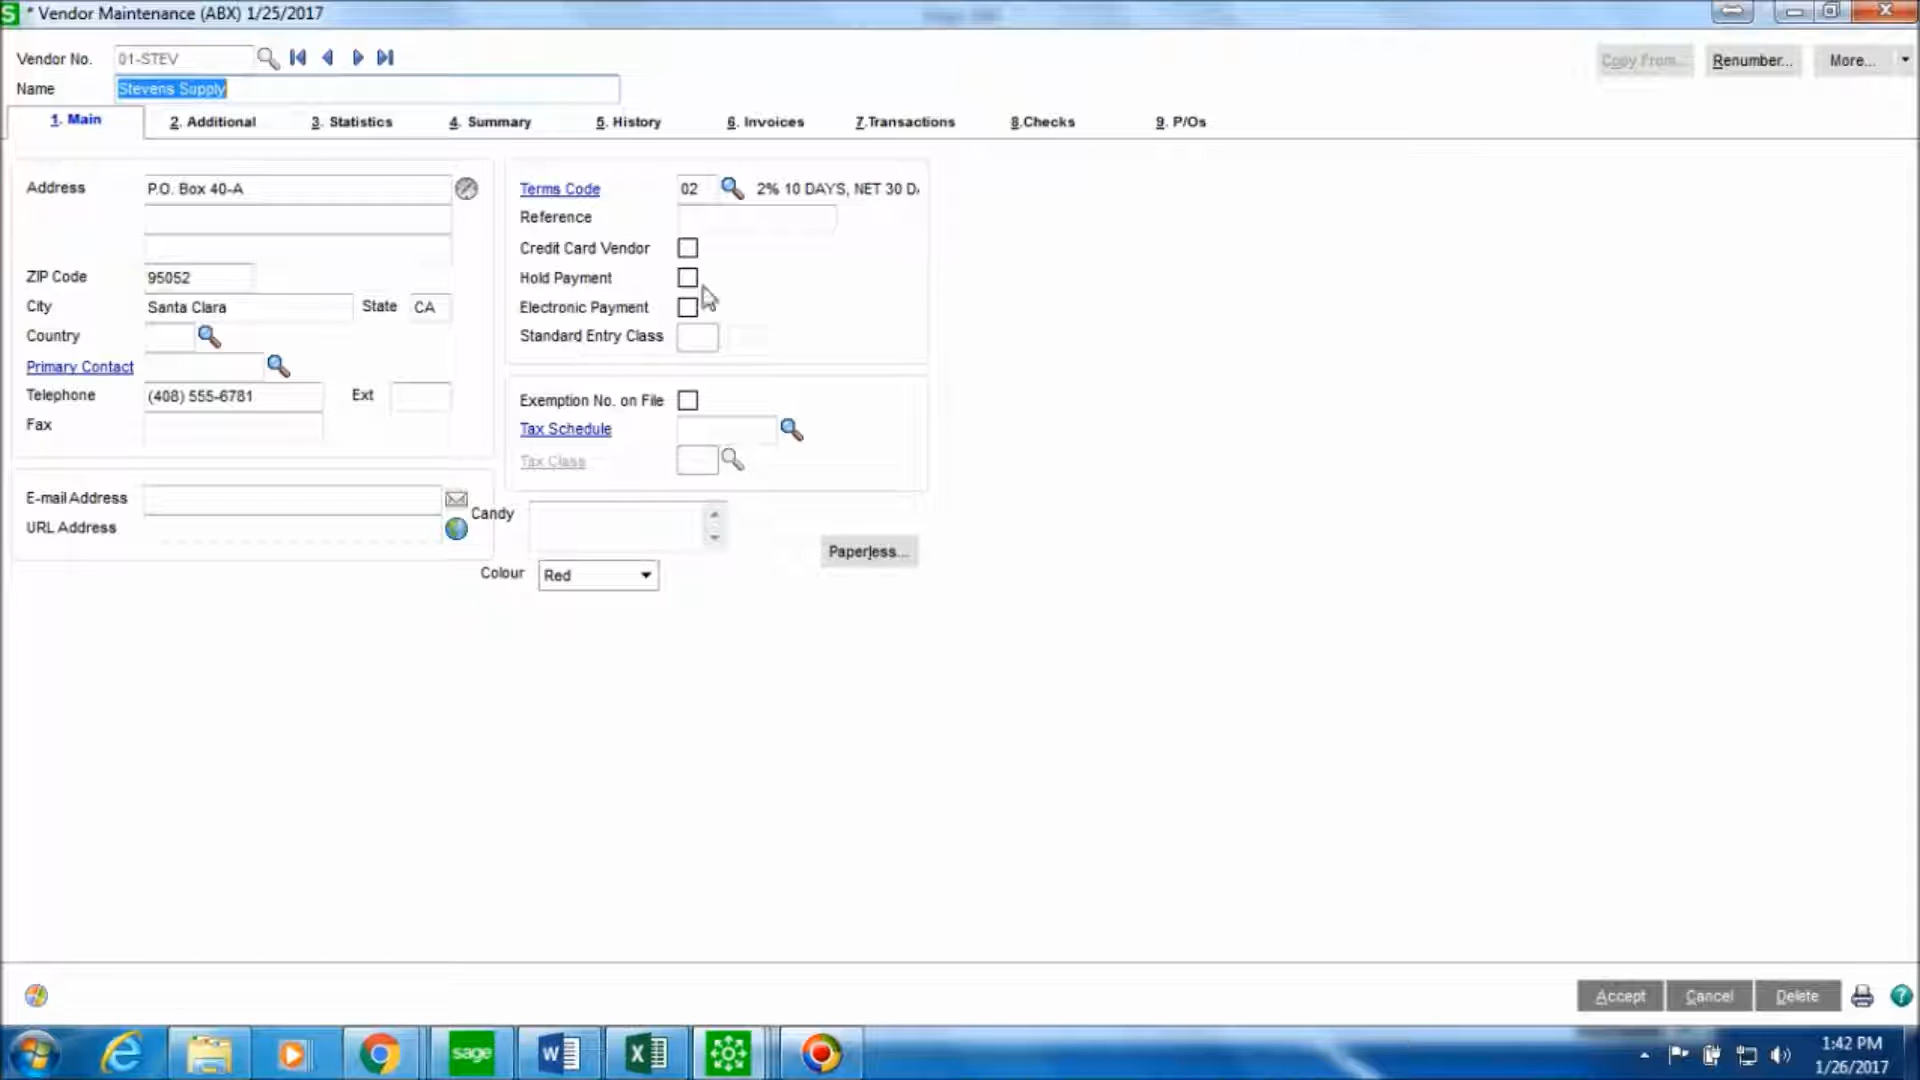 * Vendor Maintenance (ABX) 1/25/2017
Vendor No. 01-STEV
Copy From... Renumber... More...
Name Stevens Supply
1. Main 2. Additional 3. Statistics 4. Summary 5. History 6. Invoices 7.Transactions 8.Checks 9. P/Os
Address P.O. Box 40-A
ZIP Code 95052
City Santa Clara State CA
Country
Primary Contact
Telephone (408) 555-6781 Ext
Fax
E-mail Address
URL Address
Terms Code 02 2% 10 DAYS, NET 30 D
Reference
Credit Card Vendor
Hold Payment
Electronic Payment
Standard Entry Class
Exemption No. on File
Tax Schedule
Tax Class
Candy
Paperless...
Colour Red
Accept Cancel Delete
sage
1:42 PM
1/26/2017